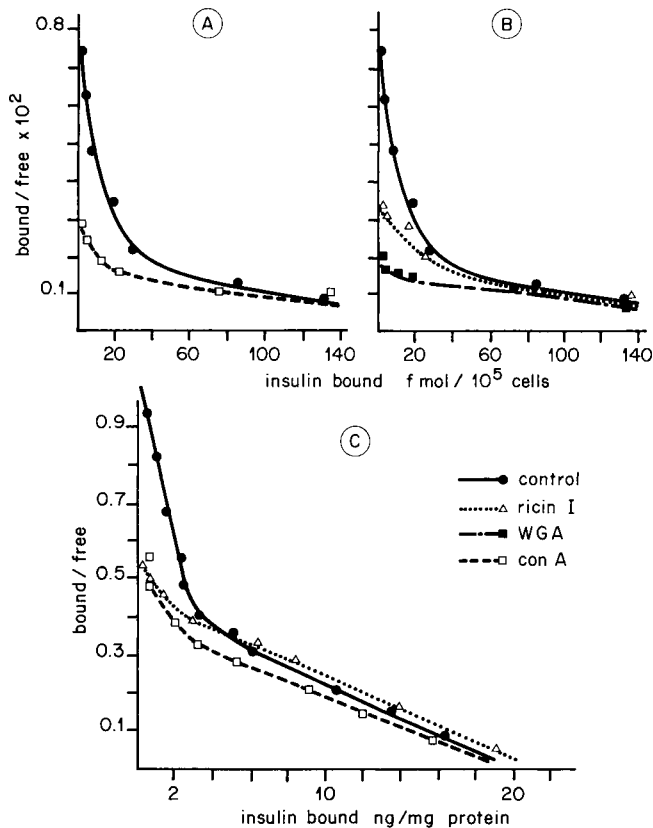 A
B
0.8
0.1
bound / free x 10²
20 60 100 140
20 60 100 140
insulin bound f mol / 10⁵ cells
C
0.9
0.7
0.5
0.3
0.1
bound / free
control
ricin I
WGA
con A
2 10 20
insulin bound ng/mg protein